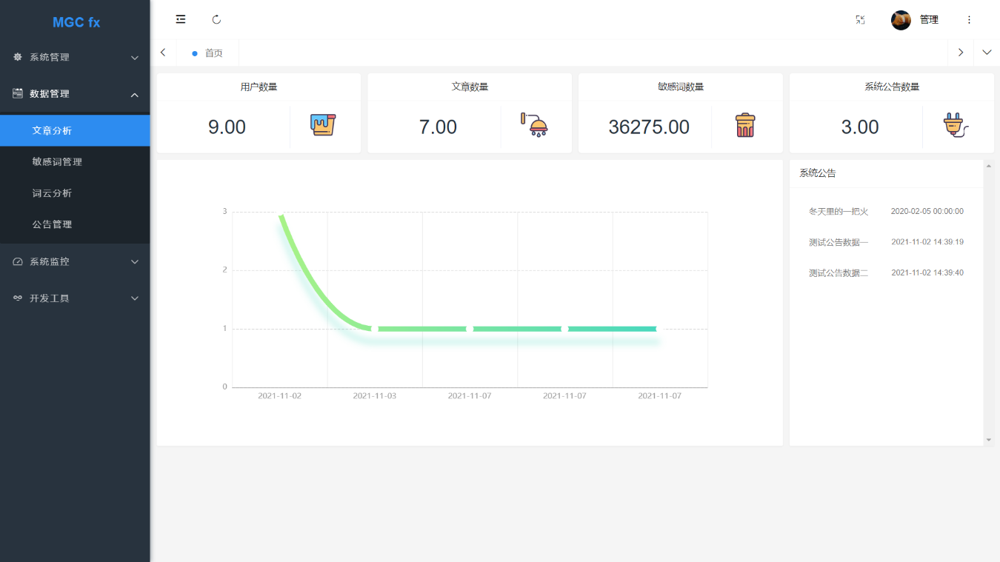 MGC fx
系统管理
数据管理
文章分析
敏感词管理
词云分析
公告管理
系统监控
开发工具
管理
首页
用户数量
9.00
文章数量
7.00
敏感词数量
36275.00
系统公告数量
3.00
3
2
1
0
2021-11-02
2021-11-03
2021-11-07
2021-11-07
2021-11-07
系统公告
冬天里的一把火 2020-02-05 00:00:00
测试公告数据一 2021-11-02 14:39:19
测试公告数据二 2021-11-02 14:39:40